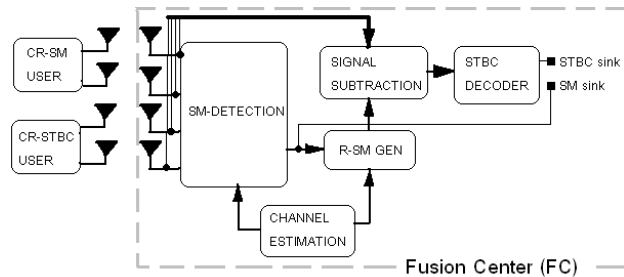 CR-SM
USER
CR-STBC
USER
SM-DETECTION
SIGNAL
SUBTRACTION
STBC
DECODER
STBC sink
SM sink
R-SM GEN
CHANNEL
ESTIMATION
Fusion Center (FC)